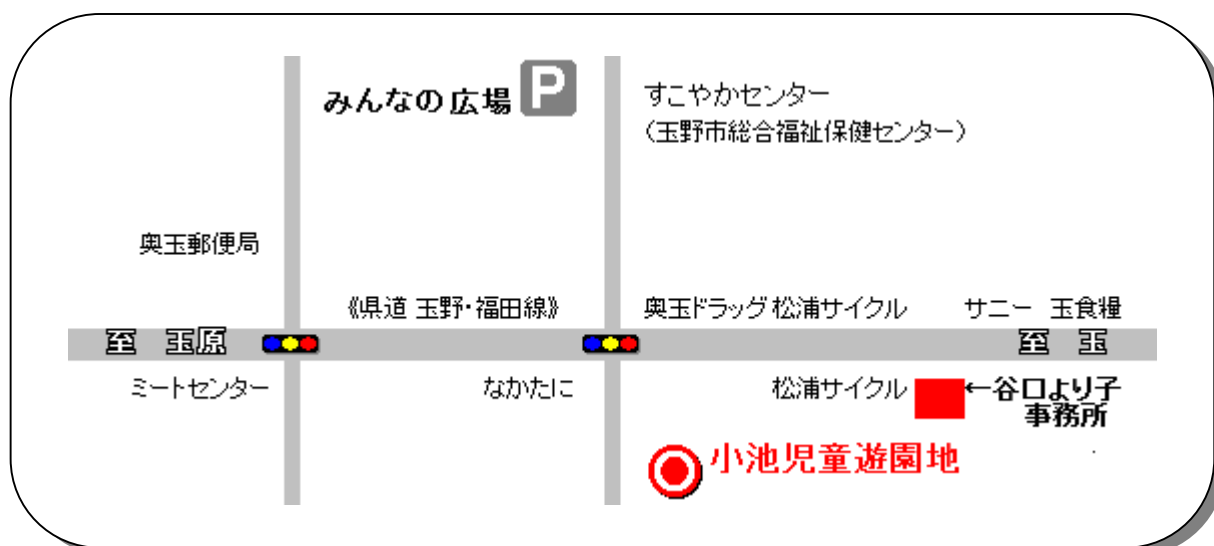 みんなの広場 P
すこやかセンター
（玉野市総合福祉保健センター）
奥玉郵便局
《県道 玉野・福田線》
奥玉ドラッグ 松浦サイクル
サニー 玉食糧
至 玉原
至 玉
ミートセンター
なかたに
松浦サイクル
←谷口より子
事務所
小池児童遊園地